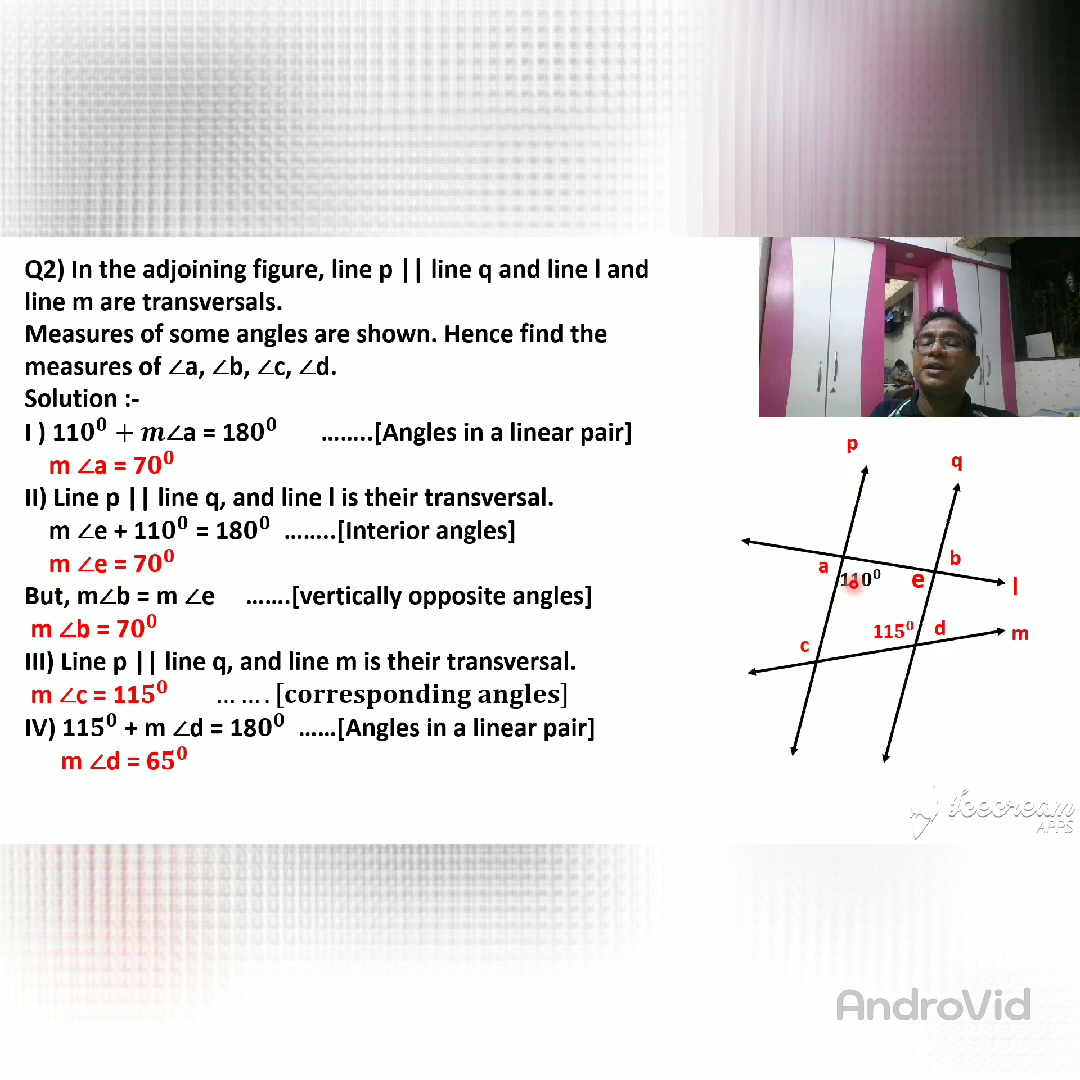 Q2) In the adjoining figure, line p || line q and line l and
line m are transversals.
Measures of some angles are shown. Hence find the
measures of ∠a, ∠b, ∠c, ∠d.
Solution :-
I ) 110⁰ + m∠a = 180⁰ ........[Angles in a linear pair]
m ∠a = 70⁰
II) Line p || line q, and line l is their transversal.
m ∠e + 110⁰ = 180⁰ ........[Interior angles]
m ∠e = 70⁰
But, m∠b = m ∠e .......[vertically opposite angles]
m ∠b = 70⁰
III) Line p || line q, and line m is their transversal.
m ∠c = 115⁰ ... ... . [corresponding angles]
IV) 115⁰ + m ∠d = 180⁰ ......[Angles in a linear pair]
m ∠d = 65⁰
p
q
b
a
110⁰
e
l
115⁰
d
m
c
Icecream
APPS
AndroVid